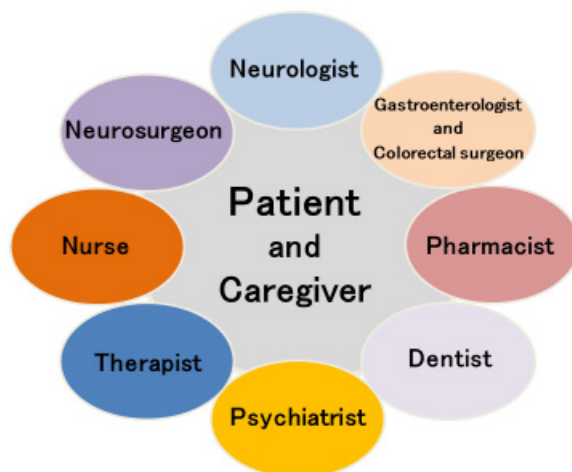 Neurologist
Gastroenterologist
and
Colorectal surgeon
Pharmacist
Dentist
Psychiatrist
Therapist
Nurse
Neurosurgeon
Patient
and
Caregiver